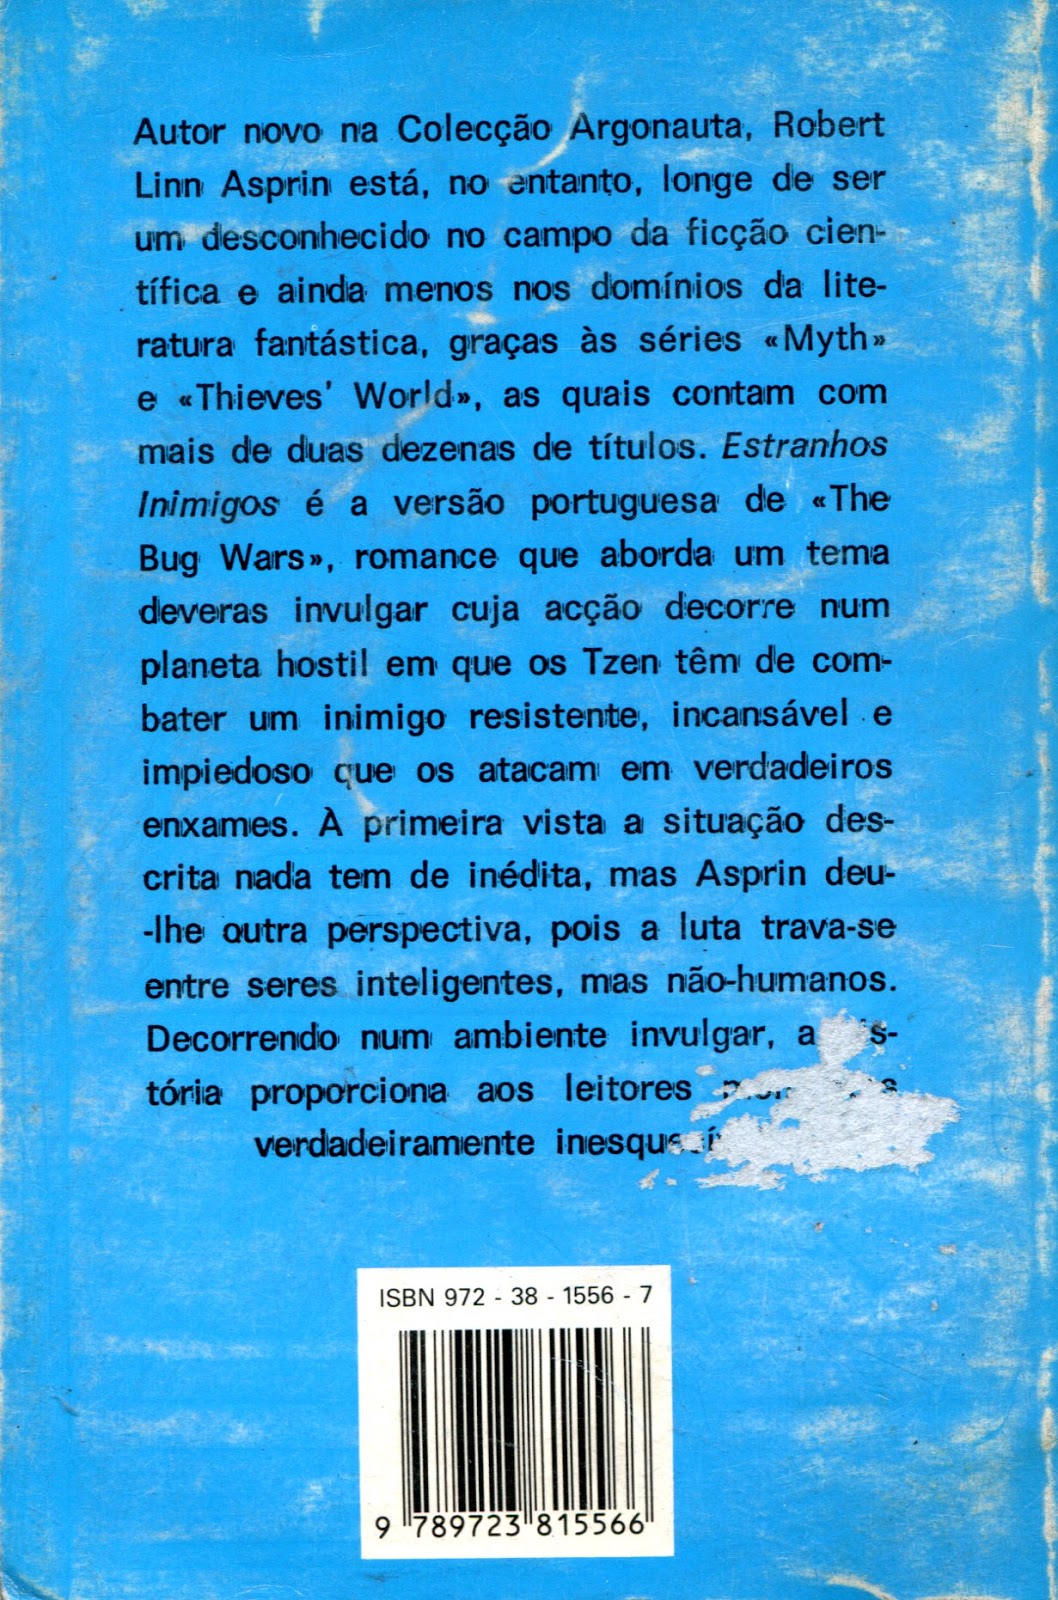 Autor novo na Colecção Argonauta, Robert
Linn Asprin está, no entanto, longe de ser
um desconhecido no campo da ficção cien-
tífica e ainda menos nos domínios da lite-
ratura fantástica, graças às séries «Myth»
e «Thieves' World», as quais contam com
mais de duas dezenas de títulos. Estranhos
Inimigos é a versão portuguesa de «The
Bug Wars», romance que aborda um tema
deveras invulgar cuja acção decorre num
planeta hostil em que os Tzen têm de com-
bater um inimigo resistente, incansável e
impiedoso que os atacam em verdadeiros
enxames. À primeira vista a situação des-
crita nada tem de inédita, mas Asprin deu-
-lhe outra perspectiva, pois a luta trava-se
entre seres inteligentes, mas não-humanos.
Decorrendo num ambiente invulgar, a
tória proporciona aos leitores
verdadeiramente
ISBN 972 - 38 - 1556 - 7
9 789723 815566